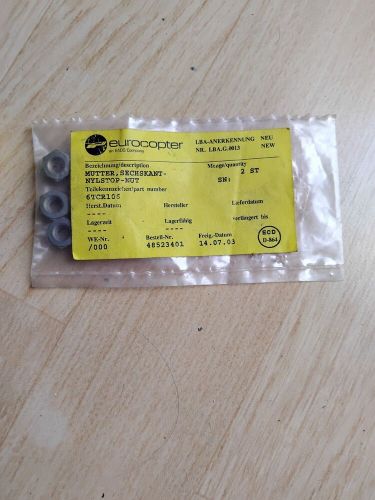 eurocopter
an EADS Company
LBA-ANERKENNUNG NEU
NR. LBA.G.0013 NEW
Bezeichnung/description Menge/quantity
MUTTER,SECHSKANT- 2 ST
NYLSTOP-NUT SN:
Teilekennzeichen/part number
67CR106
Herst.Datum Hersteller Lieferdatum
----
Lagerzeit Lagerfähig verlängert bis
---- ----
WE-Nr. Bestell-Nr. Freig.-Datum
/000 48523401 14.07.03
ECD
D-864